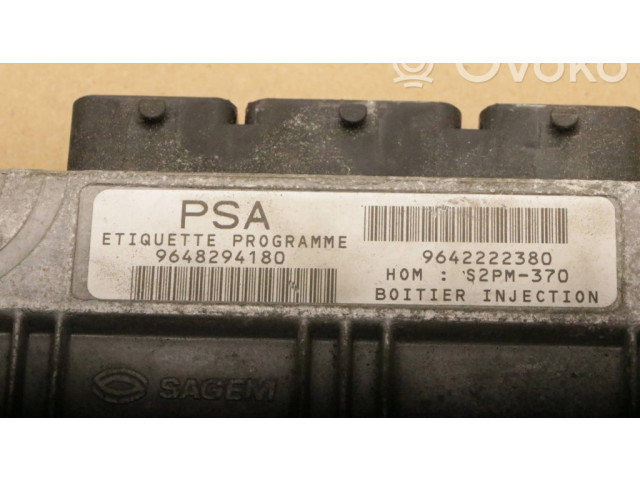 Ovoko
PSA
ETIQUETTE PROGRAMME
9648294180
9642222380
HOM : S2PM-370
BOITIER INJECTION
SAGEM